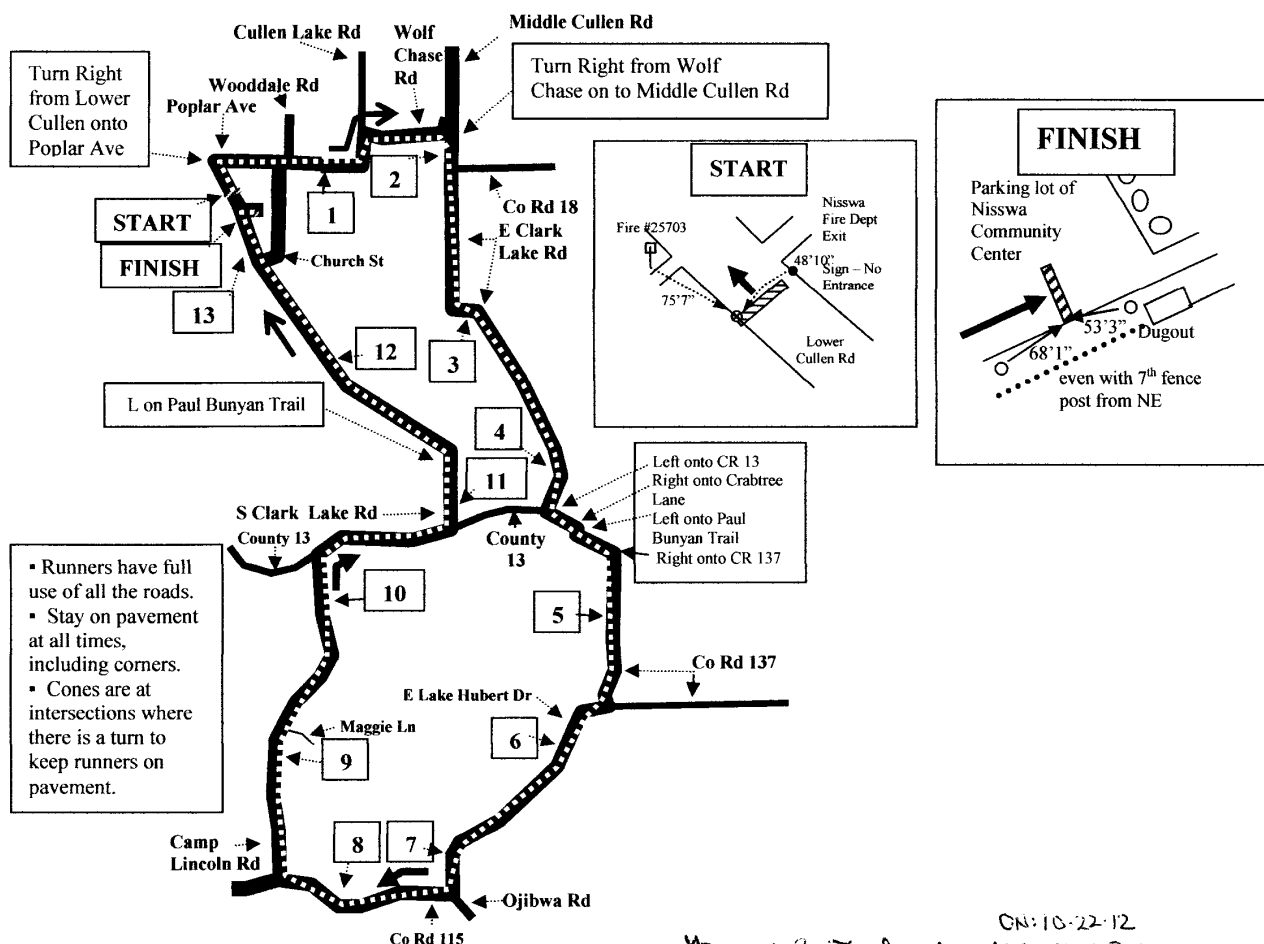 Cullen Lake Rd
Wolf
Chase
Rd
Middle Cullen Rd
Turn Right
from Lower
Cullen onto
Poplar Ave
Wooddale Rd
Poplar Ave
Turn Right from Wolf
Chase on to Middle Cullen Rd
START
FINISH
1
2
Co Rd 18
E Clark
Lake Rd
Church St
13
12
3
L on Paul Bunyan Trail
4
11
START
Fire #25703
Nisswa
Fire Dept
Exit
48'10"
Sign – No
Entrance
75'7"
Lower
Cullen Rd
FINISH
Parking lot of
Nisswa
Community
Center
53'3"
Dugout
68'1"
even with 7th fence
post from NE
Left onto CR 13
Right onto Crabtree
Lane
Left onto Paul
Bunyan Trail
Right onto CR 137
S Clark Lake Rd
County 13
County
13
▪ Runners have full
use of all the roads.
▪ Stay on pavement
at all times,
including corners.
▪ Cones are at
intersections where
there is a turn to
keep runners on
pavement.
10
5
Co Rd 137
E Lake Hubert Dr
6
Maggie Ln
9
Camp
Lincoln Rd
8
7
Ojibwa Rd
Co Rd 115
ON: 10-22-12